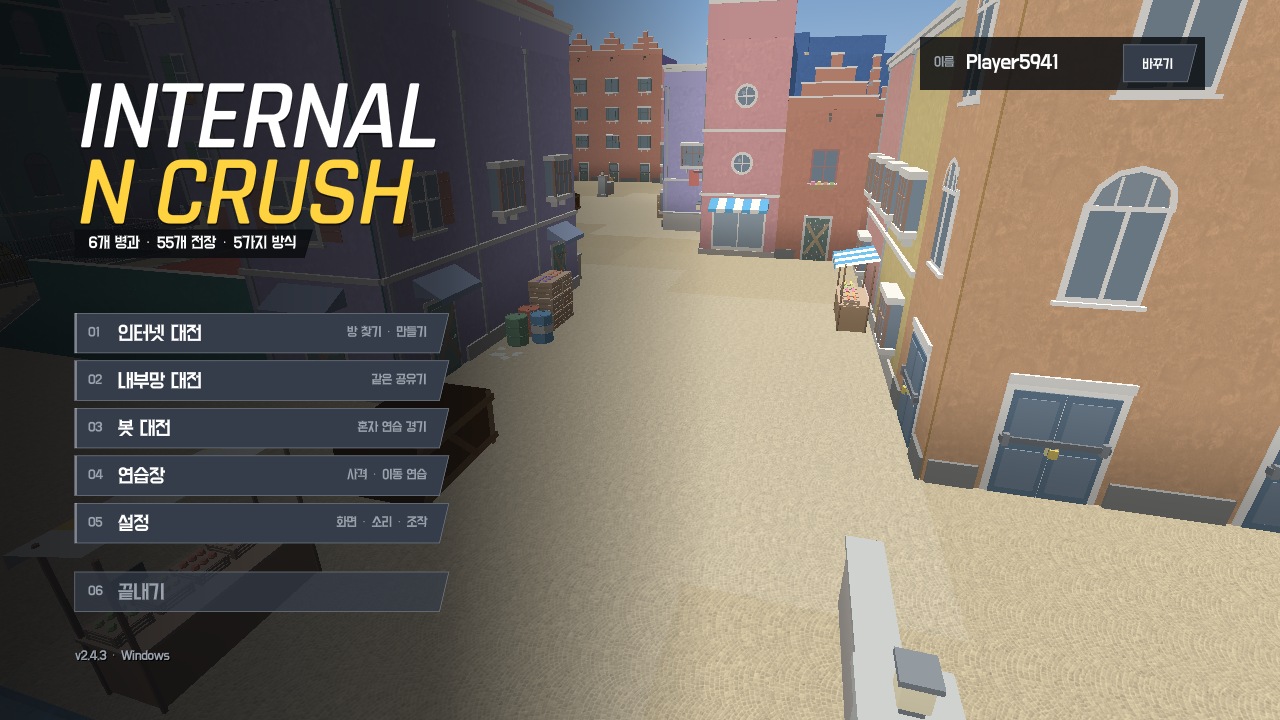 INTERNAL
N CRUSH
6개 병과 · 55개 전장 · 5가지 방식
이름 Player5941 바꾸기
01 인터넷 대전 방 찾기 · 만들기
02 내부망 대전 같은 공유기
03 봇 대전 혼자 연습 경기
04 연습장 사격 · 이동 연습
05 설정 화면 · 소리 · 조작
06 끝내기
v2.4.3 · Windows